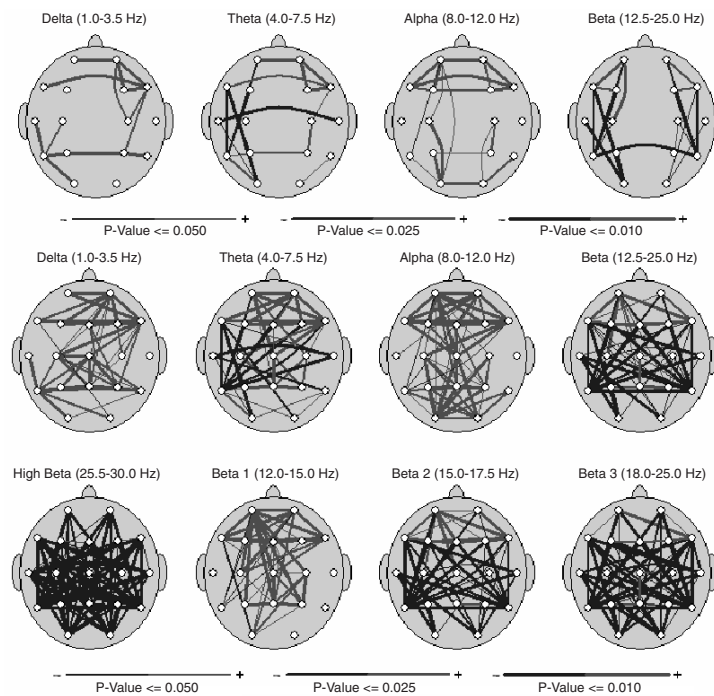 Delta (1.0-3.5 Hz) Theta (4.0-7.5 Hz) Alpha (8.0-12.0 Hz) Beta (12.5-25.0 Hz)
- + - + - +
P-Value <= 0.050 P-Value <= 0.025 P-Value <= 0.010
Delta (1.0-3.5 Hz) Theta (4.0-7.5 Hz) Alpha (8.0-12.0 Hz) Beta (12.5-25.0 Hz)
High Beta (25.5-30.0 Hz) Beta 1 (12.0-15.0 Hz) Beta 2 (15.0-17.5 Hz) Beta 3 (18.0-25.0 Hz)
- + - + - +
P-Value <= 0.050 P-Value <= 0.025 P-Value <= 0.010